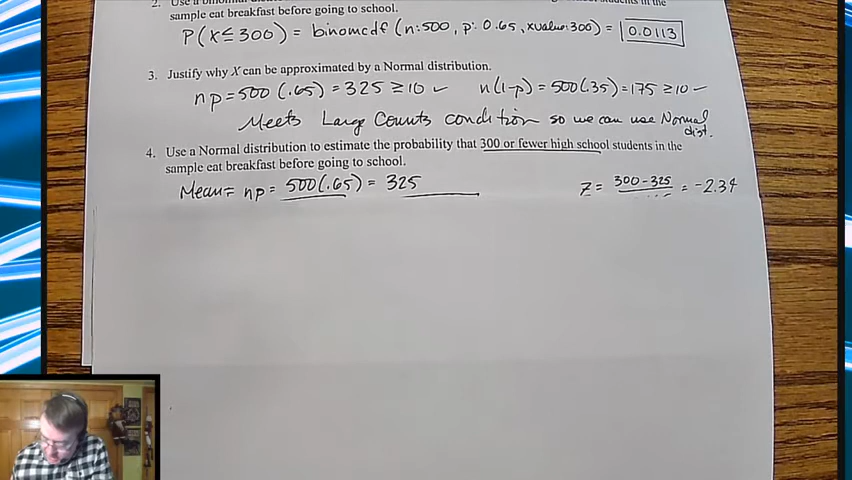 2. Use a
sample eat breakfast before going to school.
P(X≤300) = binomcdf (n:500, p: 0.65, xvalue:300) = 0.0113
3. Justify why X can be approximated by a Normal distribution.
np=500(.65)=325≥10 ✓ n(1-p)=500(.35)=175≥10 ✓
Meets Large Counts condition so we can use Normal
dist.
4. Use a Normal distribution to estimate the probability that 300 or fewer high school students in the
sample eat breakfast before going to school.
Mean= np= 500(.65) = 325 z= 300-325 = -2.34